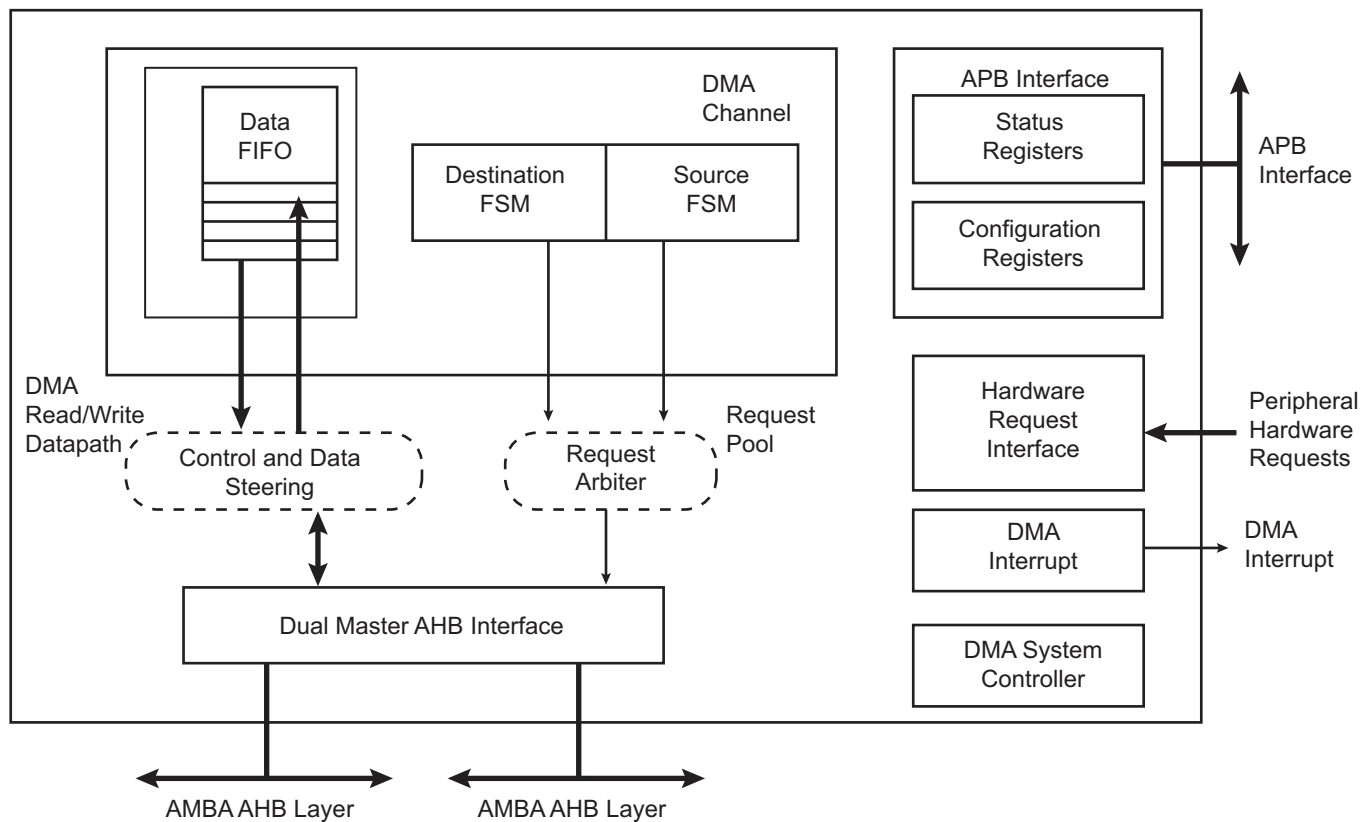 Data
FIFO
DMA
Channel
Destination
FSM
Source
FSM
APB Interface
Status
Registers
Configuration
Registers
APB
Interface
DMA
Read/Write
Datapath
Control and Data
Steering
Request
Arbiter
Request
Pool
Hardware
Request
Interface
Peripheral
Hardware
Requests
DMA
Interrupt
DMA
Interrupt
Dual Master AHB Interface
DMA System
Controller
AMBA AHB Layer
AMBA AHB Layer